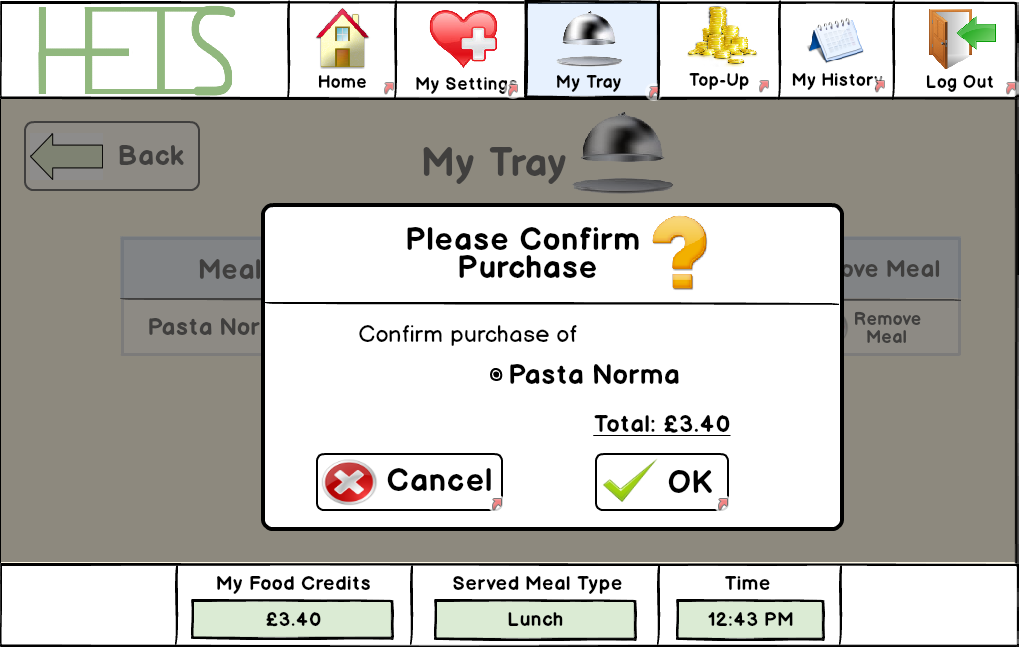 HETS
Home
My Settings
My Tray
Top-Up
My History
Log Out
Back
My Tray
Meal
ove Meal
Pasta Nor
Remove
Meal
Please Confirm
Purchase
Confirm purchase of
Pasta Norma
Total: £3.40
Cancel
OK
My Food Credits
Served Meal Type
Time
£3.40
Lunch
12:43 PM